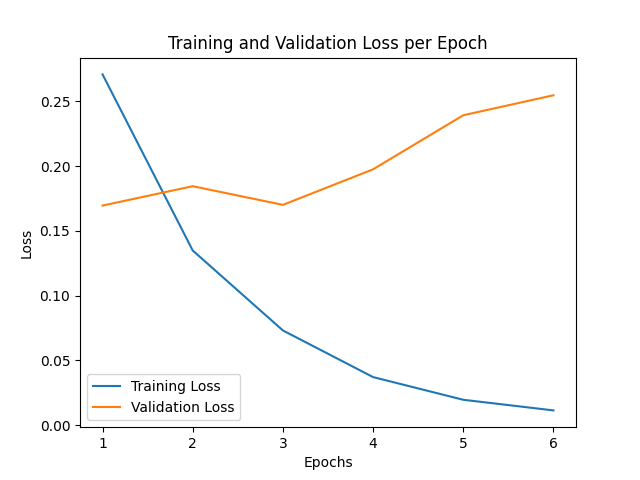 Training and Validation Loss per Epoch
0.25
0.20
0.15
0.10
0.05
0.00
Loss
Training Loss
Validation Loss
1 2 3 4 5 6
Epochs